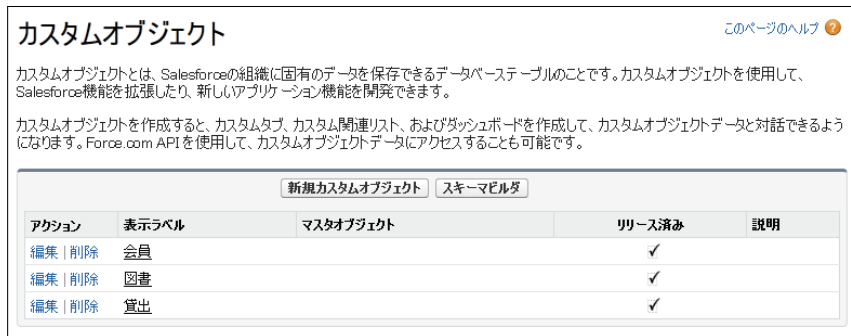 カスタムオブジェクト
このページのヘルプ ?
カスタムオブジェクトとは、Salesforceの組織に固有のデータを保存できるデータベーステーブルのことです。カスタムオブジェクトを使用して、
Salesforce機能を拡張したり、新しいアプリケーション機能を開発できます。
カスタムオブジェクトを作成すると、カスタムタブ、カスタム関連リスト、およびダッシュボードを作成して、カスタムオブジェクトデータと対話できるよう
になります。Force.com APIを使用して、カスタムオブジェクトデータにアクセスすることも可能です。
新規カスタムオブジェクト スキーマビルダ
アクション 表示ラベル マスタオブジェクト リリース済み 説明
編集 | 削除 会員 ✓
編集 | 削除 図書 ✓
編集 | 削除 貸出 ✓